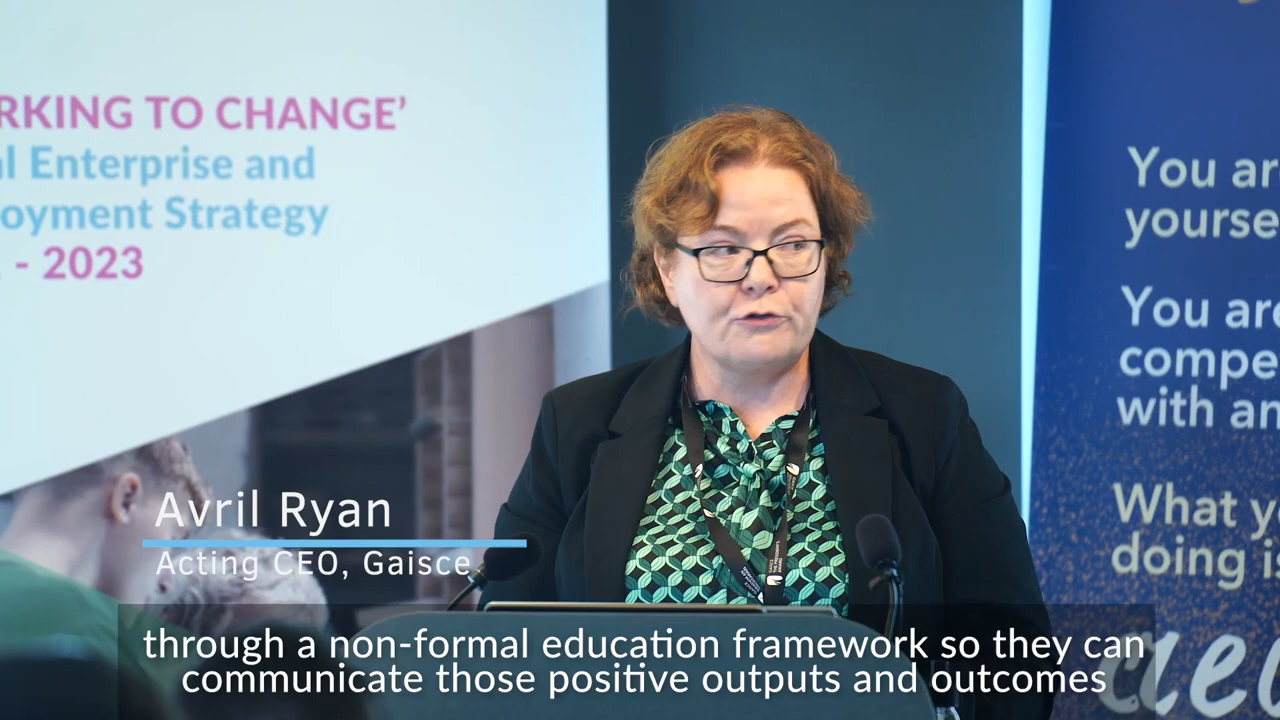 RKING TO CHANGE’
l Enterprise and
oyment Strategy
- 2023
You ar
yourse
You are
compe
with an
What y
doing is
Avril Ryan
Acting CEO, Gaisce
through a non-formal education framework so they can
communicate those positive outputs and outcomes